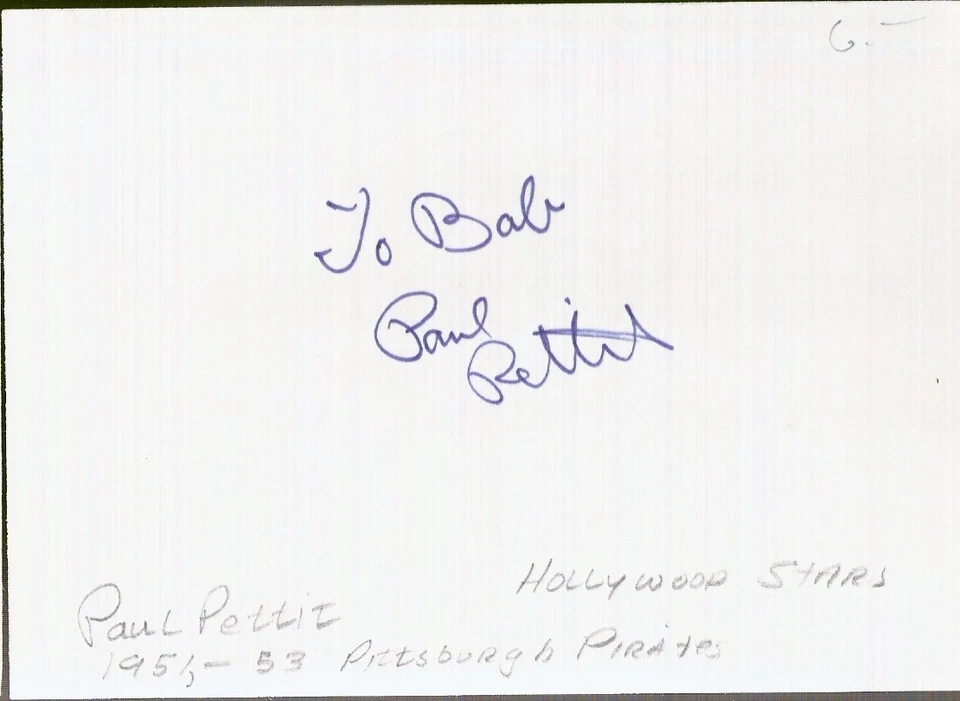 6.-
To Bob
Paul
Pettit
Hollywood Stars
Paul Pettit
1951,- 53 Pittsburgh Pirates